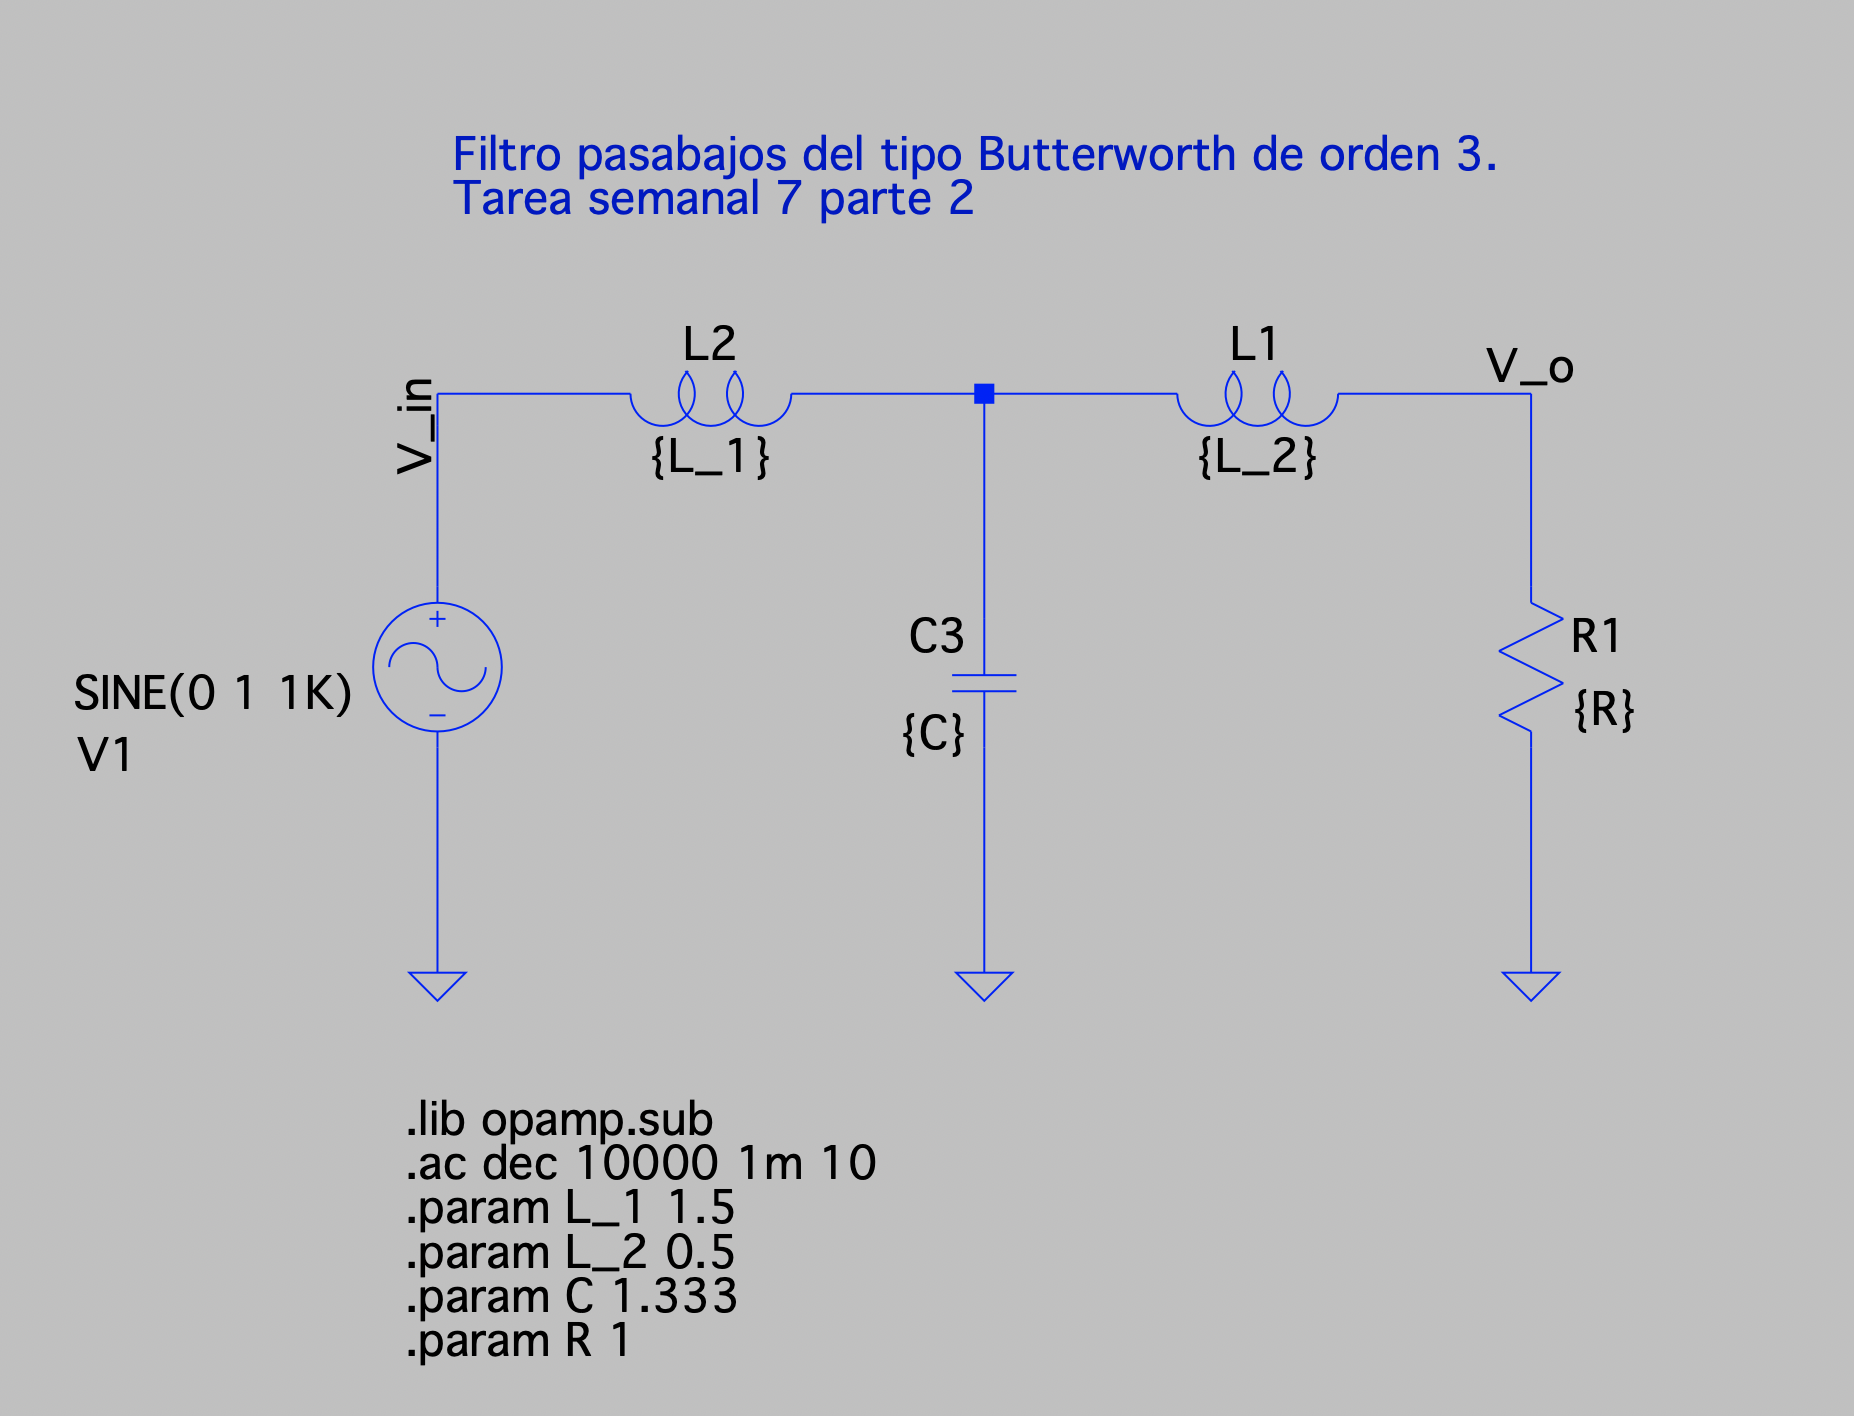 Filtro pasabajos del tipo Butterworth de orden 3.
Tarea semanal 7 parte 2
L2
L1
V_o
V_in
{L_1}
{L_2}
C3
R1
SINE(0 1 1K)
{R}
{C}
V1
.lib opamp.sub
.ac dec 10000 1m 10
.param L_1 1.5
.param L_2 0.5
.param C 1.333
.param R 1